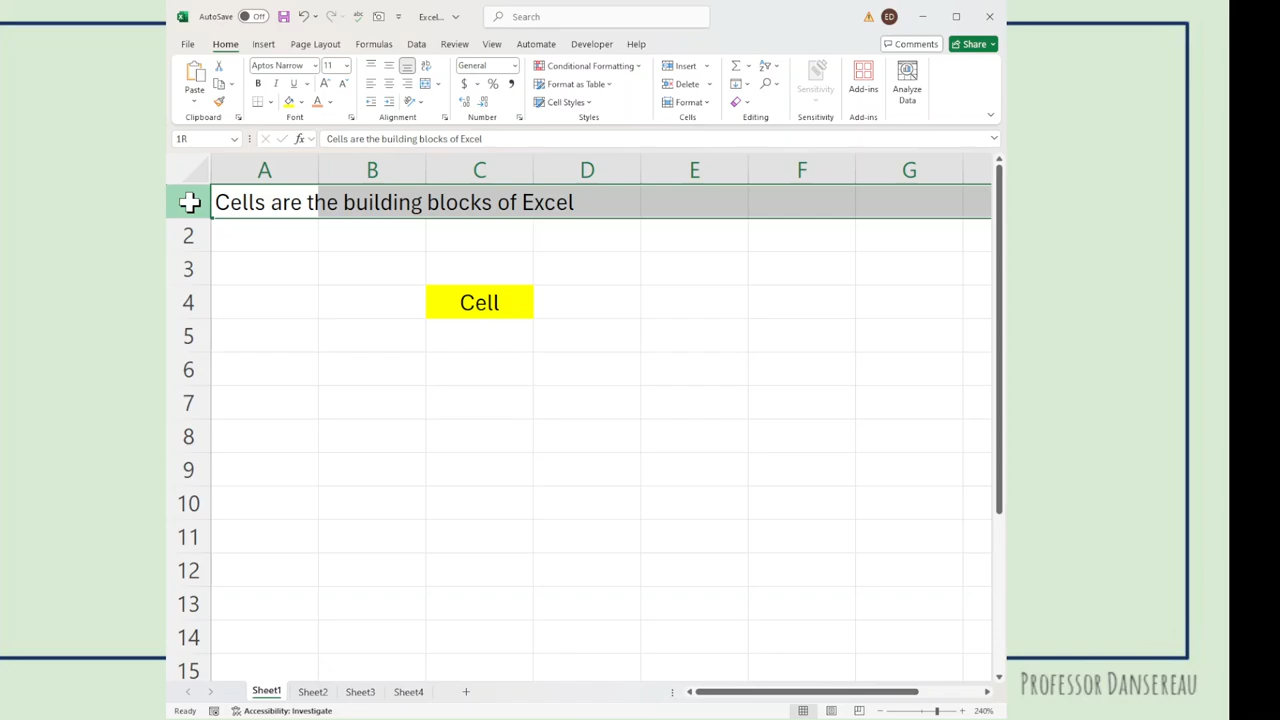 AutoSave Off Excel... Search ED
File Home Insert Page Layout Formulas Data Review View Automate Developer Help Comments Share
Paste Aptos Narrow 11 General Conditional Formatting Insert Sensitivity Add-ins Analyze Data
B I U A A $ % , Format as Table Delete
A Cell Styles Format
Clipboard Font Alignment Number Styles Cells Editing Sensitivity Add-ins
1R fx Cells are the building blocks of Excel
A B C D E F G
Cells are the building blocks of Excel
2
3
4 Cell
5
6
7
8
9
10
11
12
13
14
15
Sheet1 Sheet2 Sheet3 Sheet4 +
Ready Accessibility: Investigate 240%
PROFESSOR DANSEREAU